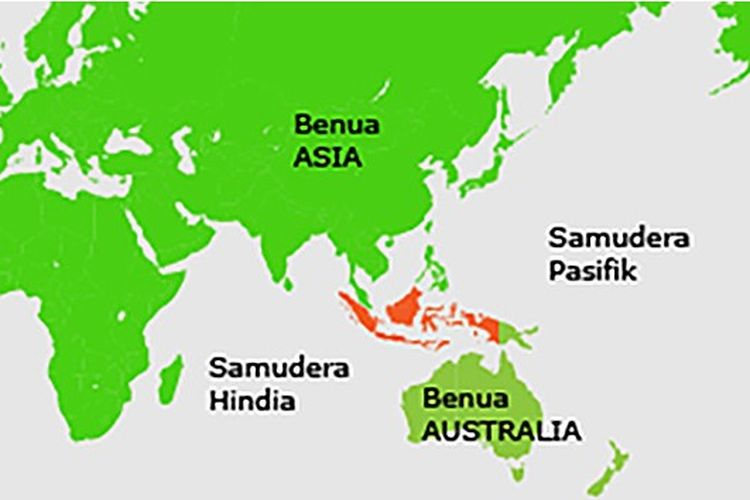 Benua
ASIA
Samudera
Pasifik
Samudera
Hindia
Benua
AUSTRALIA